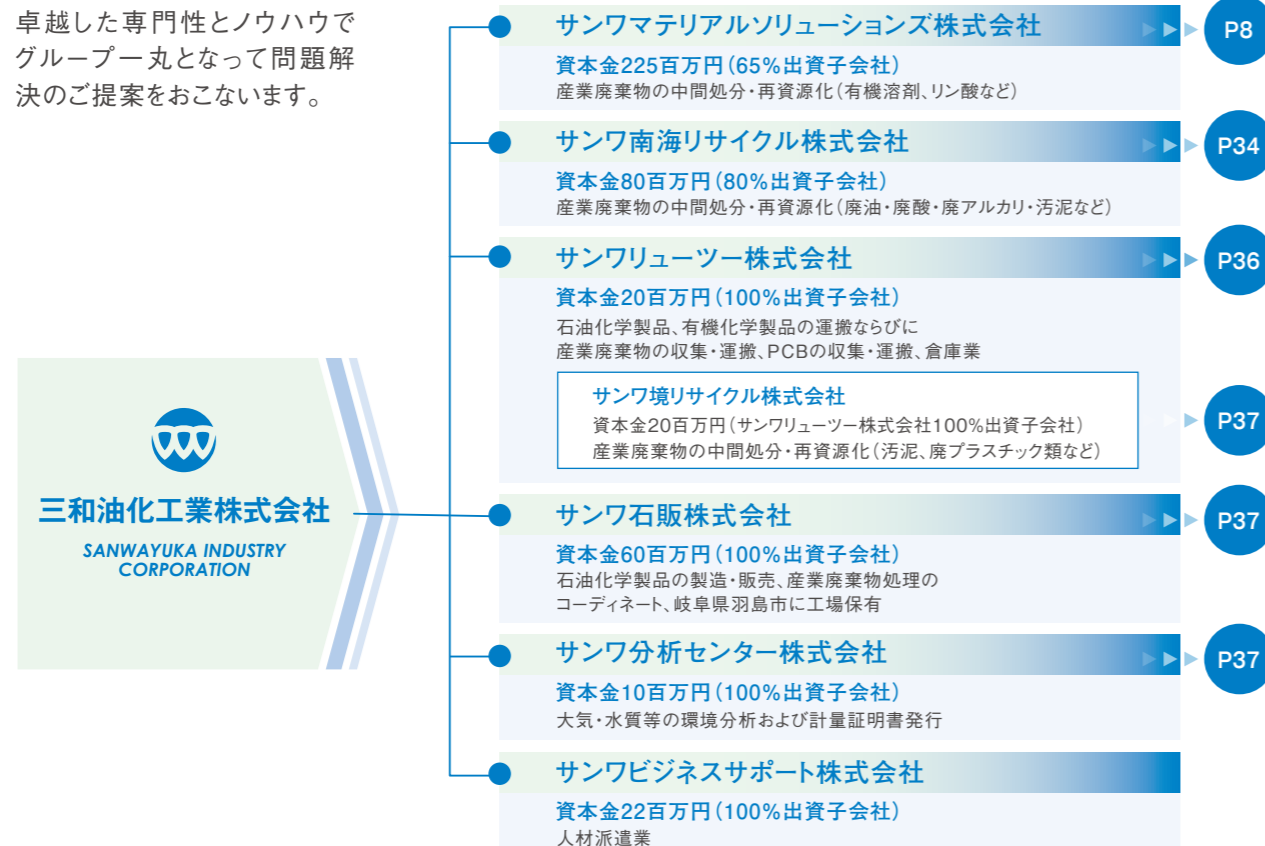 卓越した専門性とノウハウで
グループ一丸となって問題解
決のご提案をおこないます。
三和油化工業株式会社
SANWAYUKA INDUSTRY
CORPORATION
サンワマテリアルソリューションズ株式会社
P8
資本金225百万円(65%出資子会社)
産業廃棄物の中間処分・再資源化(有機溶剤、リン酸など)
サンワ南海リサイクル株式会社
P34
資本金80百万円(80%出資子会社)
産業廃棄物の中間処分・再資源化(廃油・廃酸・廃アルカリ・汚泥など)
サンワリューツー株式会社
P36
資本金20百万円(100%出資子会社)
石油化学製品、有機化学製品の運搬ならびに
産業廃棄物の収集・運搬、PCBの収集・運搬、倉庫業
サンワ境リサイクル株式会社
P37
資本金20百万円(サンワリューツー株式会社100%出資子会社)
産業廃棄物の中間処分・再資源化(汚泥、廃プラスチック類など)
サンワ石販株式会社
P37
資本金60百万円(100%出資子会社)
石油化学製品の製造・販売、産業廃棄物処理の
コーディネート、岐阜県羽島市に工場保有
サンワ分析センター株式会社
P37
資本金10百万円(100%出資子会社)
大気・水質等の環境分析および計量証明書発行
サンワビジネスサポート株式会社
資本金22百万円(100%出資子会社)
人材派遣業